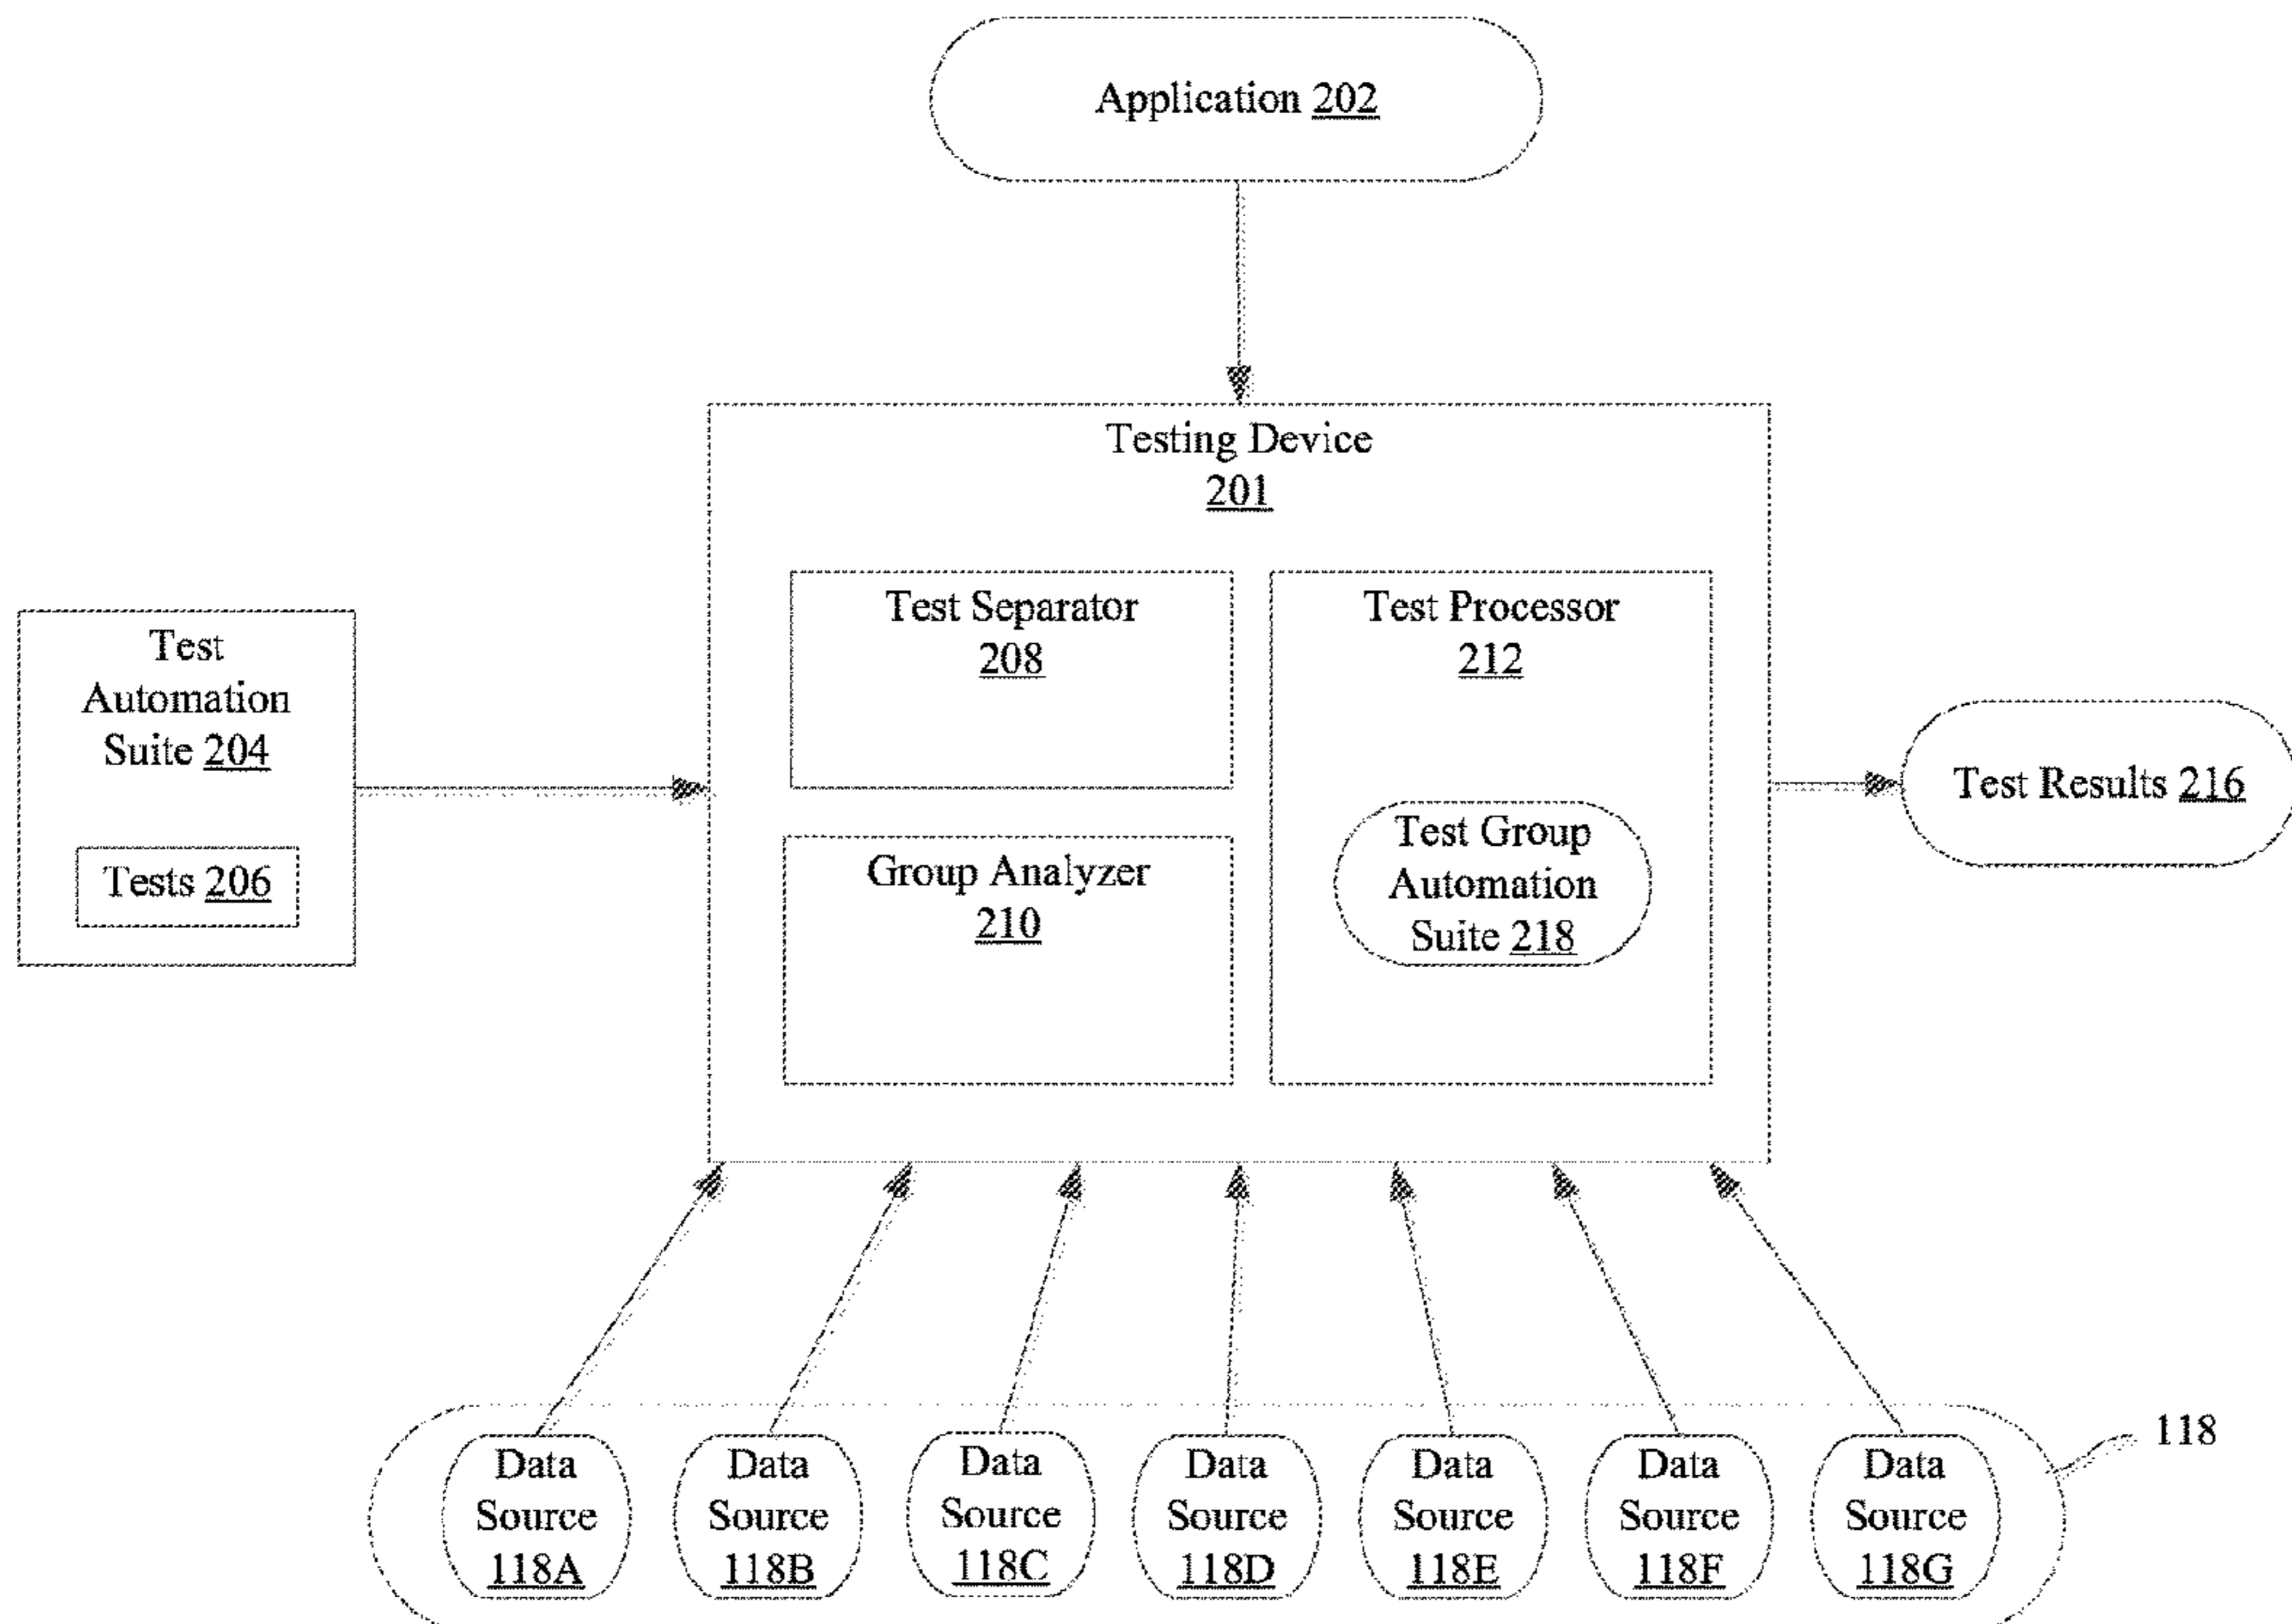 Application 202
Testing Device
201
Test Separator
208
Test Processor
212
Test
Automation
Suite 204
Tests 206
Group Analyzer
210
Test Group
Automation
Suite 218
Test Results 216
118
Data
Source
118A
Data
Source
118B
Data
Source
118C
Data
Source
118D
Data
Source
118E
Data
Source
118F
Data
Source
118G